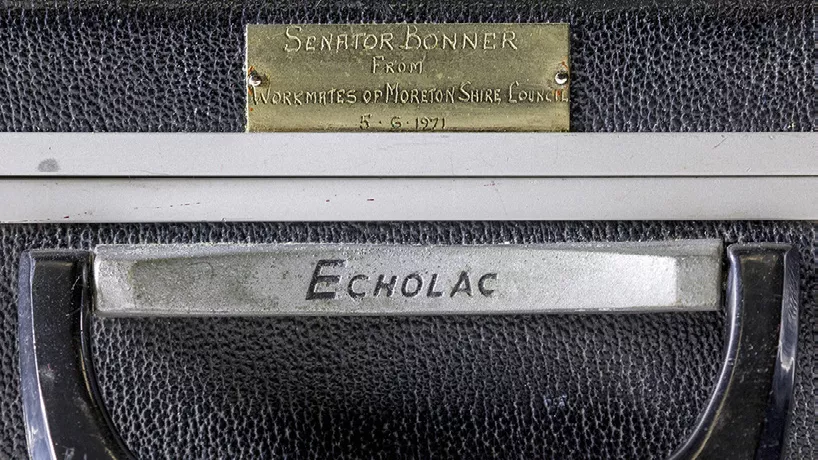 SENATOR BONNER
FROM
WORKMATES OF MORETON SHIRE COUNCIL
5 · 6 · 1971
ECHOLAC